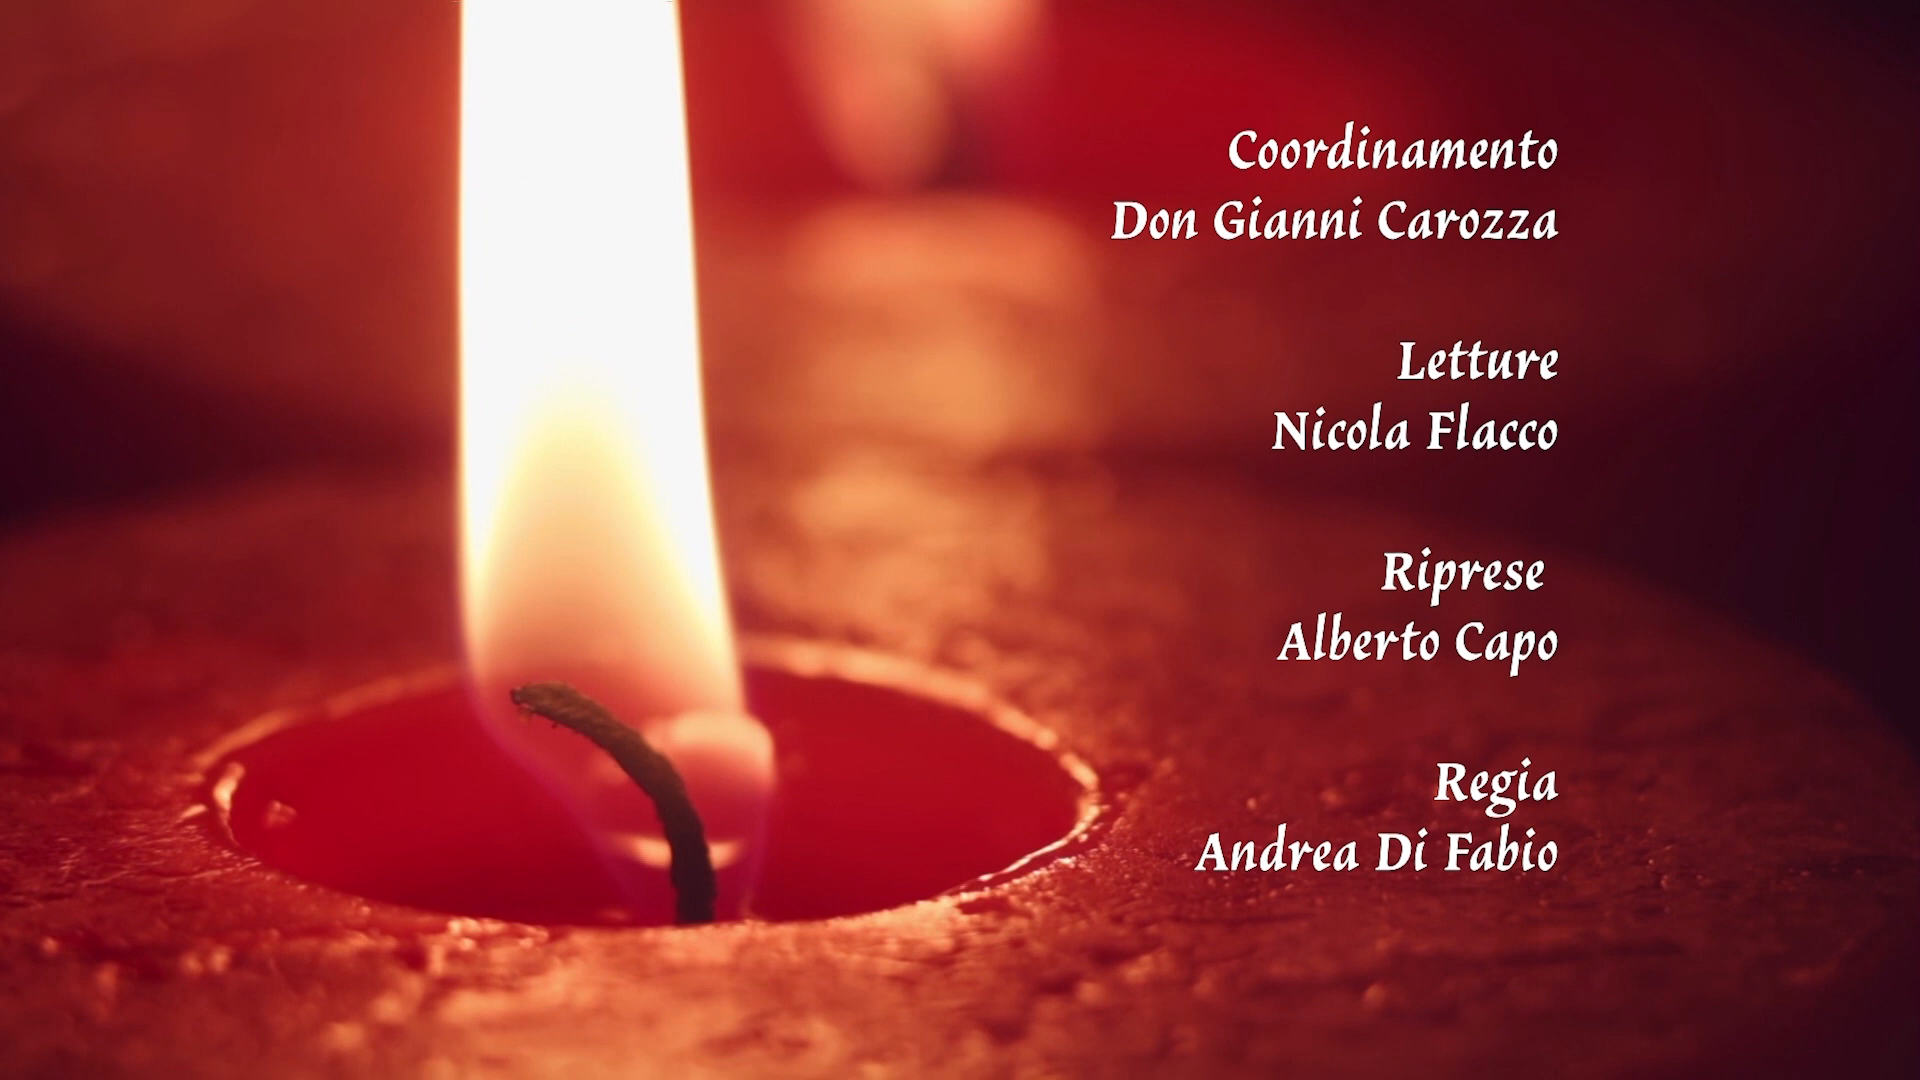 Coordinamento
Don Gianni Carozza
Letture
Nicola Flacco
Riprese
Alberto Capo
Regia
Andrea Di Fabio